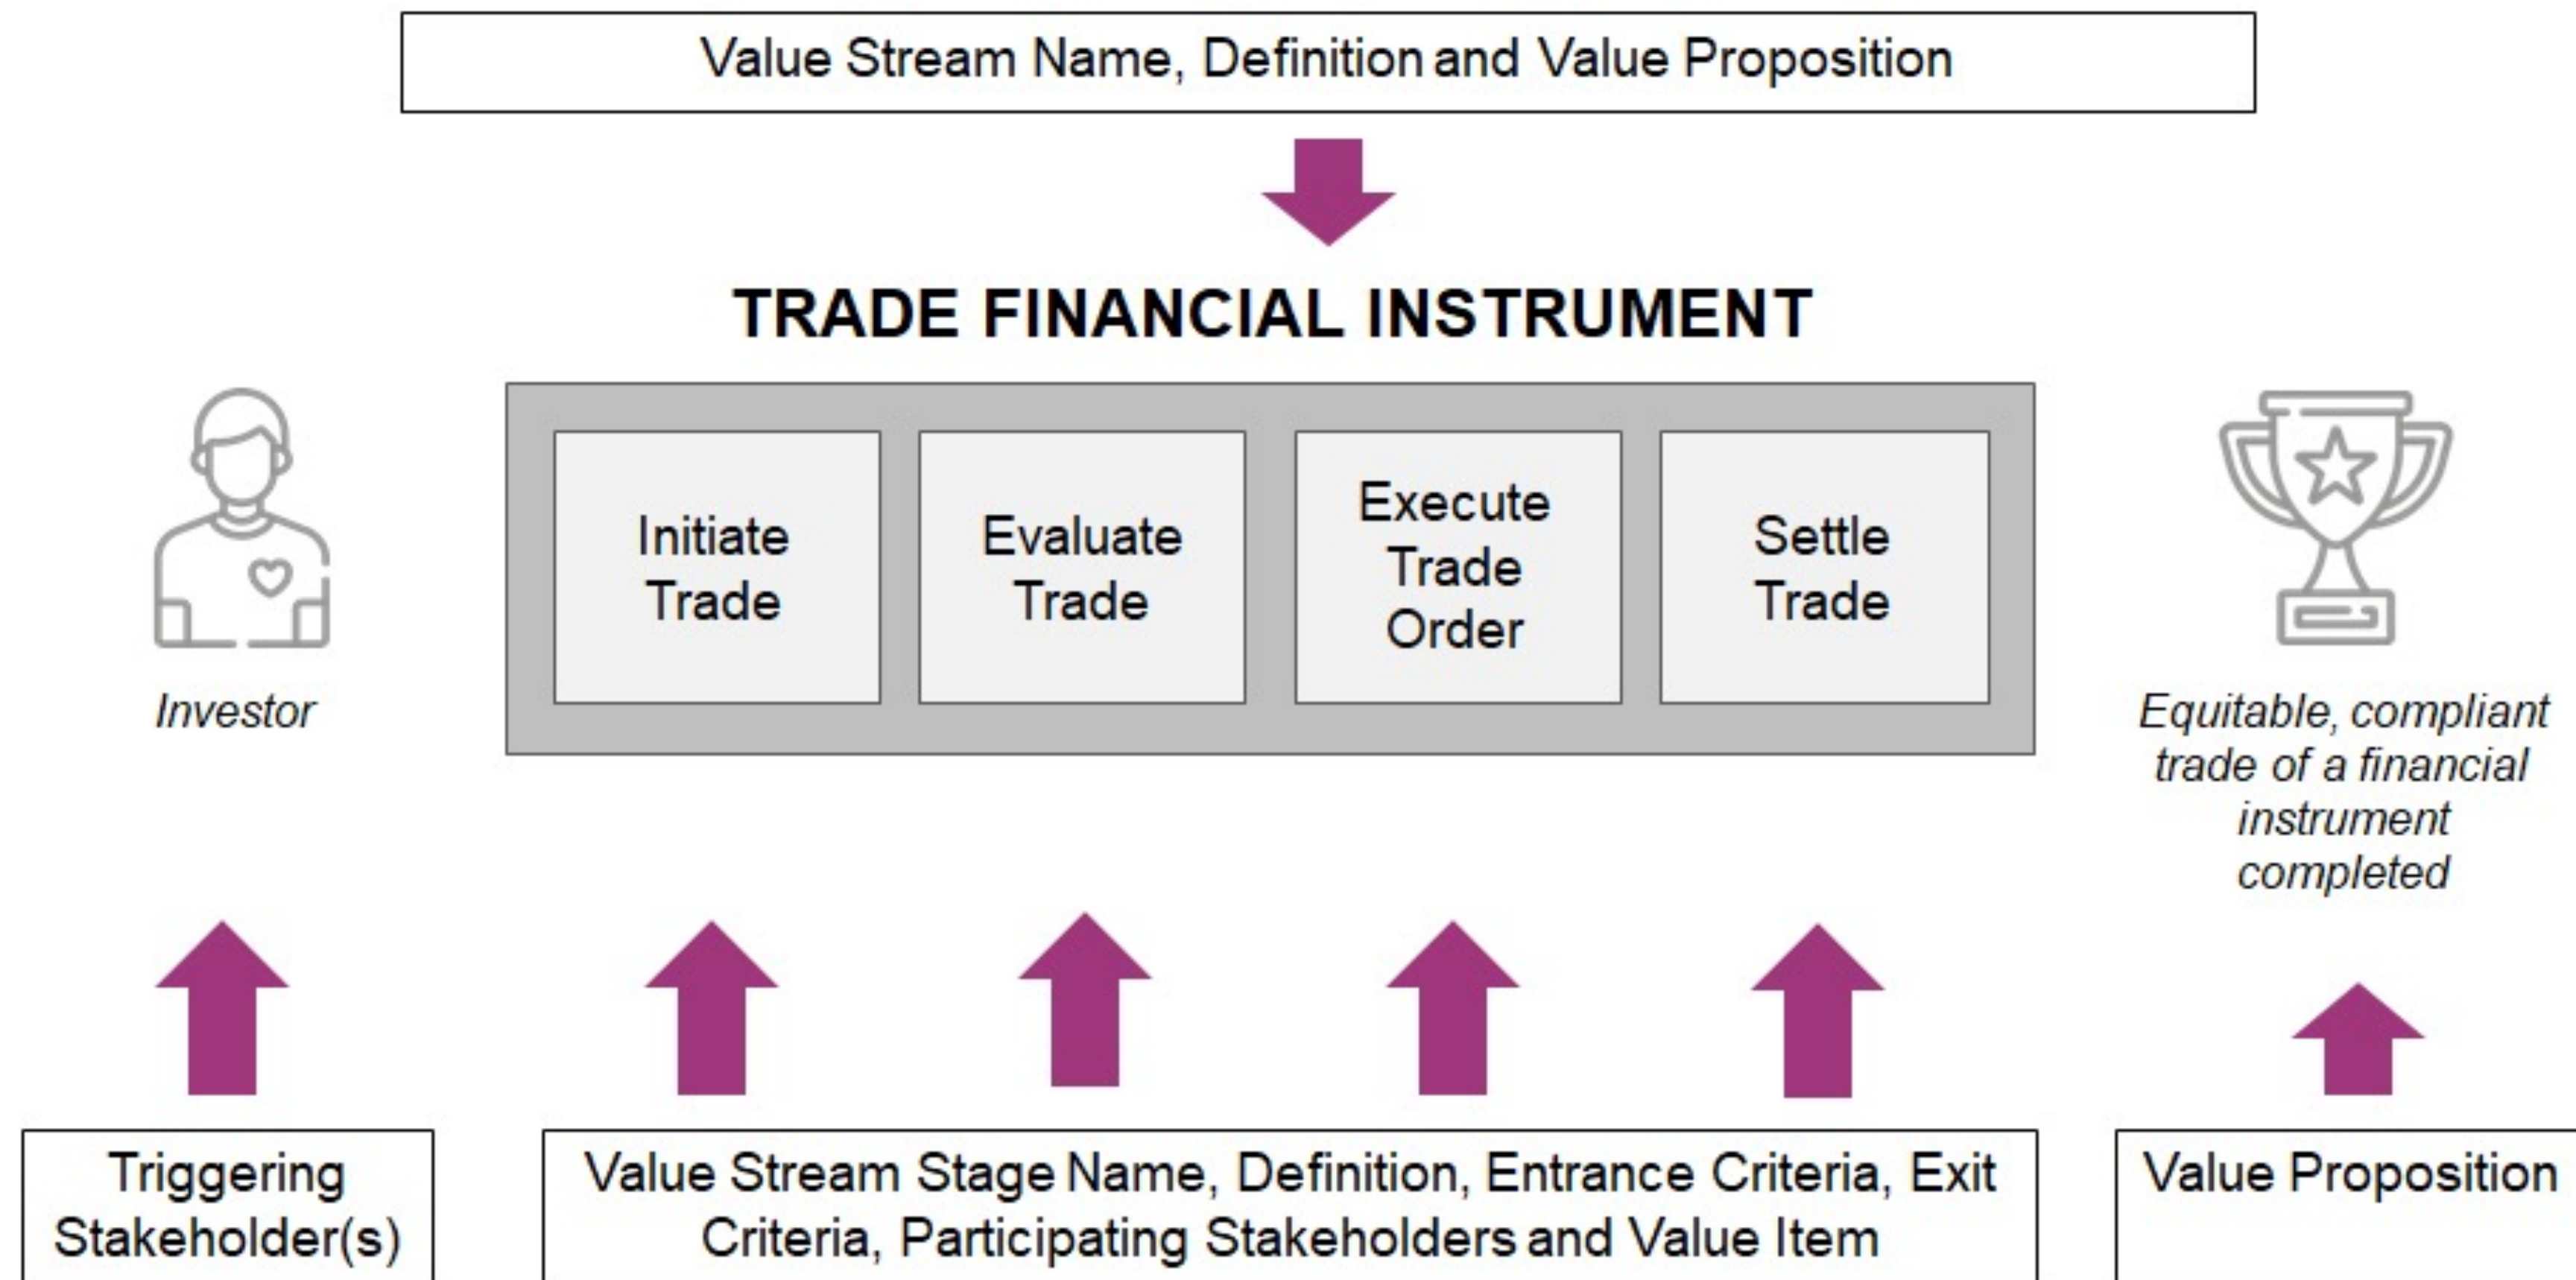 Value Stream Name, Definition and Value Proposition
TRADE FINANCIAL INSTRUMENT
Initiate
Trade
Evaluate
Trade
Execute
Trade
Order
Settle
Trade
Investor
Equitable, compliant
trade of a financial
instrument
completed
Triggering
Stakeholder(s)
Value Stream Stage Name, Definition, Entrance Criteria, Exit
Criteria, Participating Stakeholders and Value Item
Value Proposition